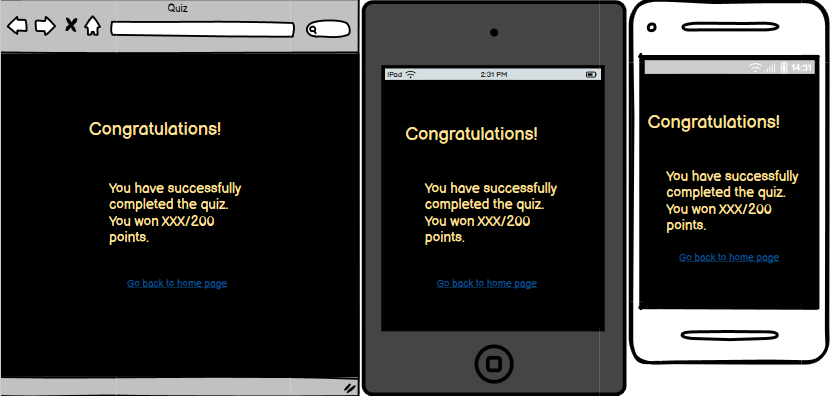 Quiz
Congratulations!
You have successfully
completed the quiz.
You won XXX/200
points.
Go back to home page
iPad
2:31 PM
Congratulations!
You have successfully
completed the quiz.
You won XXX/200
points.
Go back to home page
14:31
Congratulations!
You have successfully
completed the quiz.
You won XXX/200
points.
Go back to home page